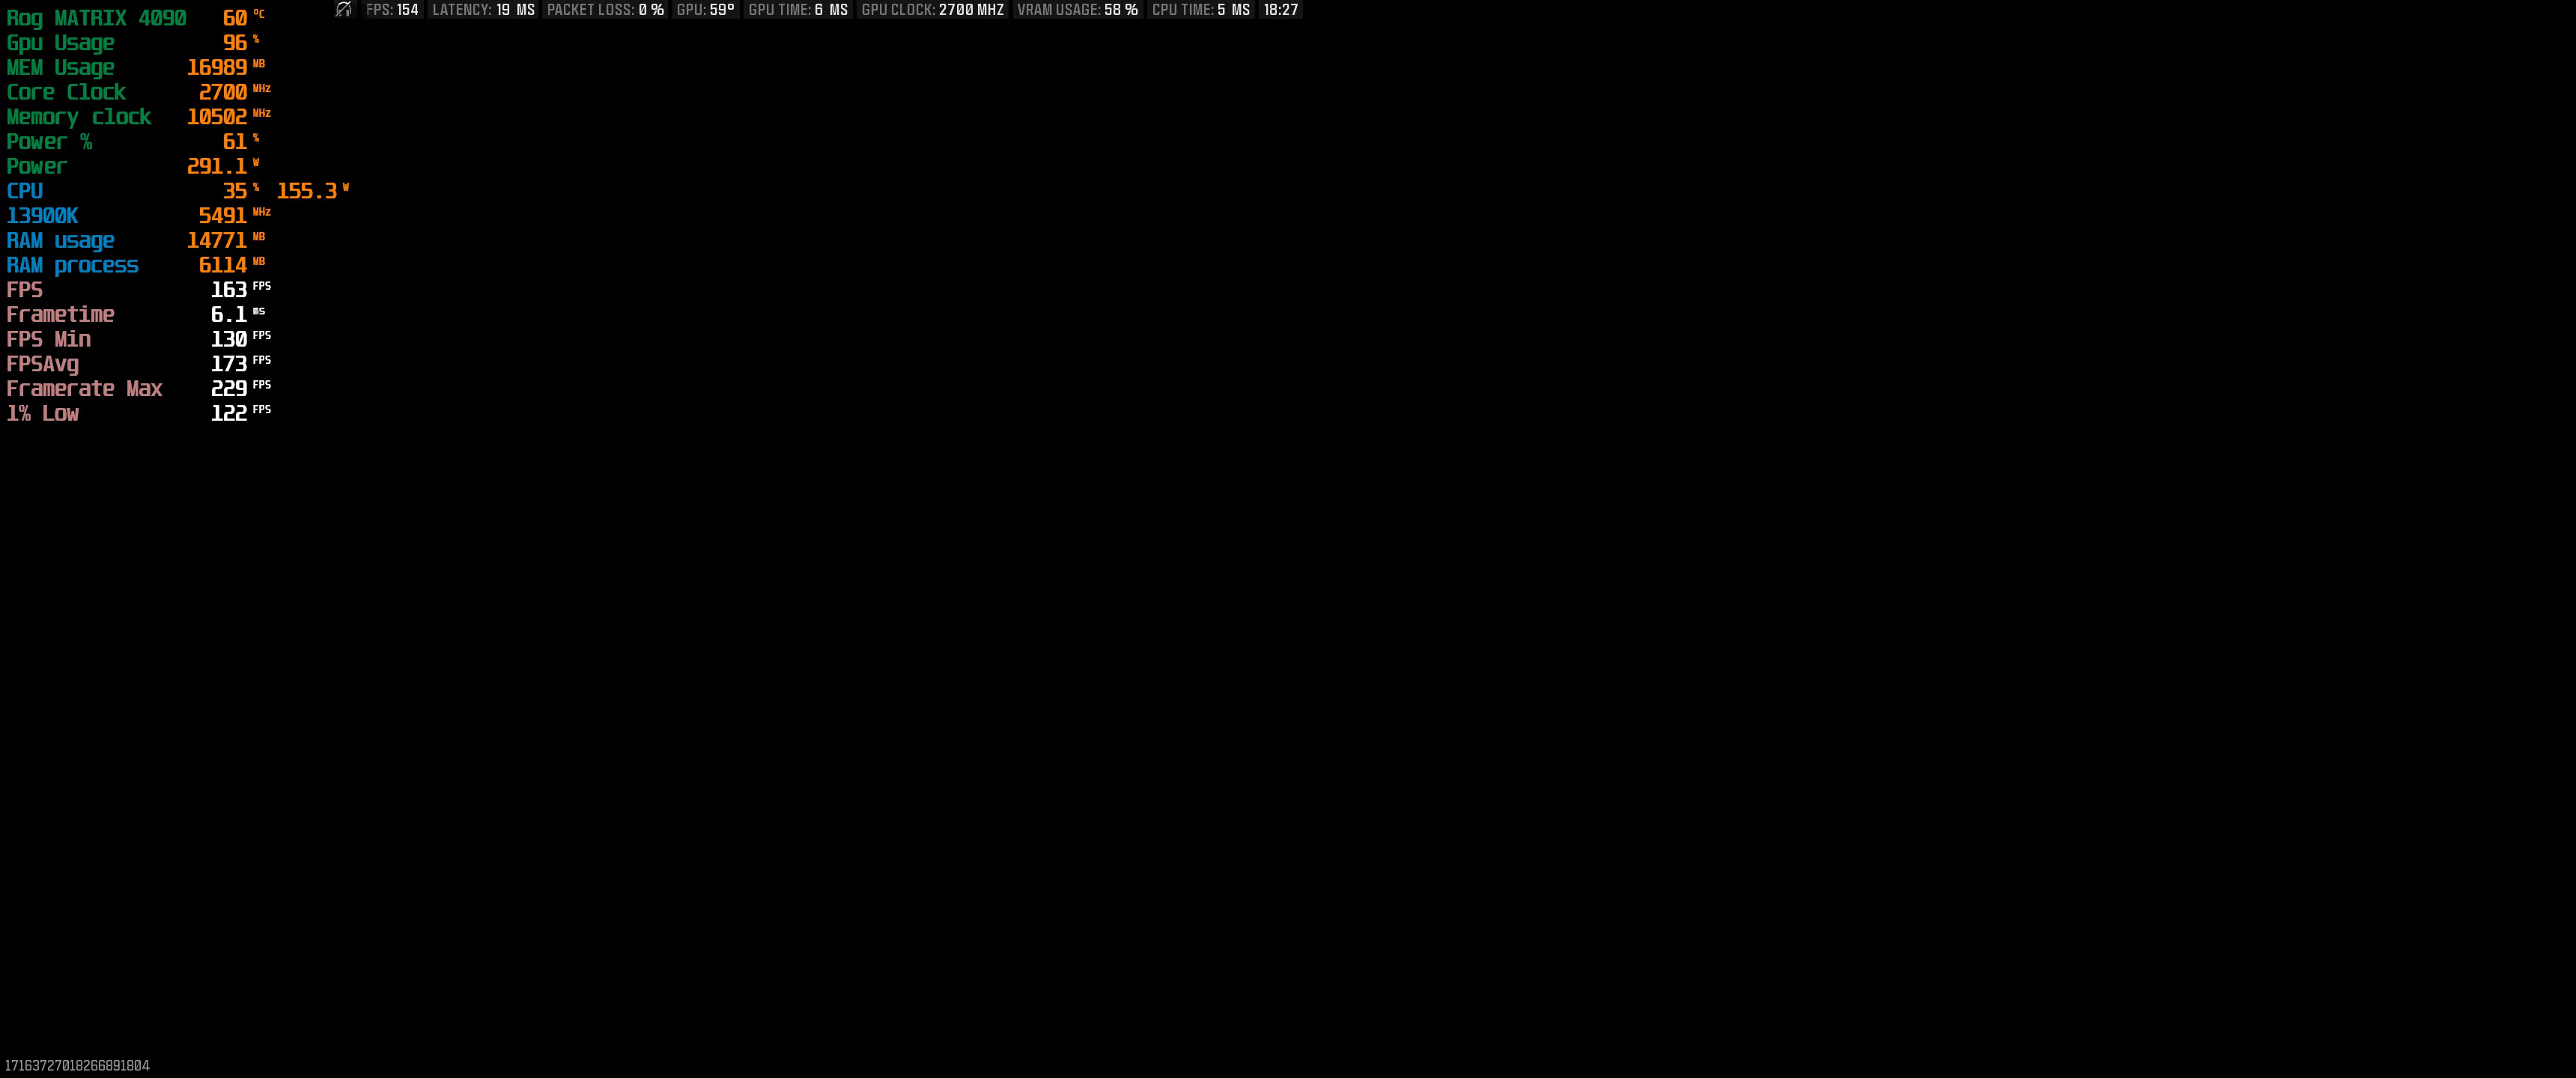 FPS: 154 LATENCY: 19 MS PACKET LOSS: 0 % GPU: 59° GPU TIME: 6 MS GPU CLOCK: 2700 MHZ VRAM USAGE: 58 % CPU TIME: 5 MS 18:27
Rog MATRIX 4090 60 °C
Gpu Usage 96 %
MEM Usage 16989 MB
Core Clock 2700 MHz
Memory clock 10502 MHz
Power % 61 %
Power 291.1 W
CPU 35 % 155.3 W
13900K 5491 MHz
RAM usage 14771 MB
RAM process 6114 MB
FPS 163 FPS
Frametime 6.1 ms
FPS Min 130 FPS
FPSAvg 173 FPS
Framerate Max 229 FPS
1% Low 122 FPS
17163727018266891804